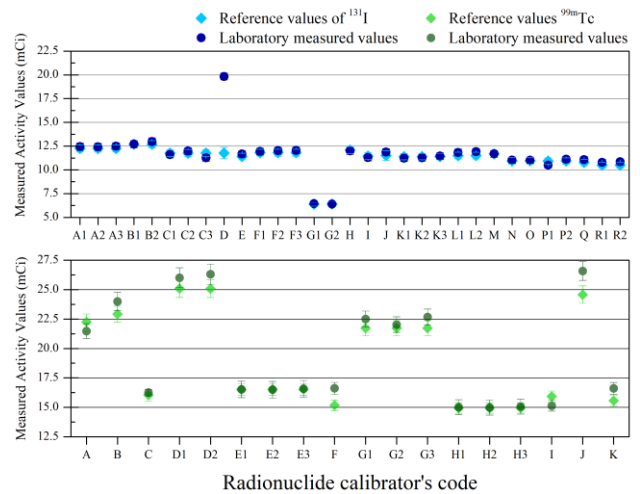 Reference values of ¹³¹I
Reference values ⁹⁹ᵐTc
Laboratory measured values
Laboratory measured values
Measured Activity Values (mCi)
22.5
20.0
17.5
15.0
12.5
10.0
7.5
5.0
A1 A2 A3 B1 B2 C1 C2 C3 D E F1 F2 F3 G1 G2 H I J K1 K2 K3 L1 L2 M N O P1 P2 Q R1 R2
Measured Activity Values (mCi)
27.5
25.0
22.5
20.0
17.5
15.0
12.5
A B C D1 D2 E1 E2 E3 F G1 G2 G3 H1 H2 H3 I J K
Radionuclide calibrator's code